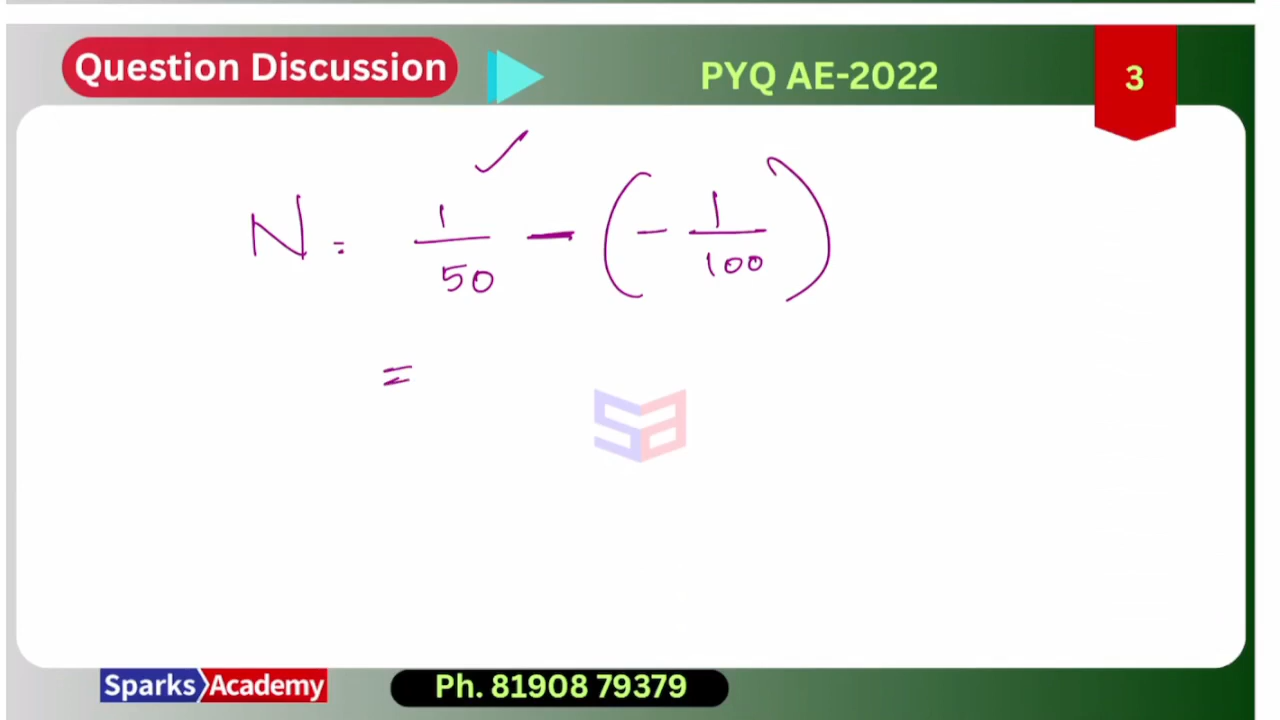 Question Discussion
PYQ AE-2022
3
N = 1/50 - (- 1/100)
=
Sparks Academy
Ph. 81908 79379